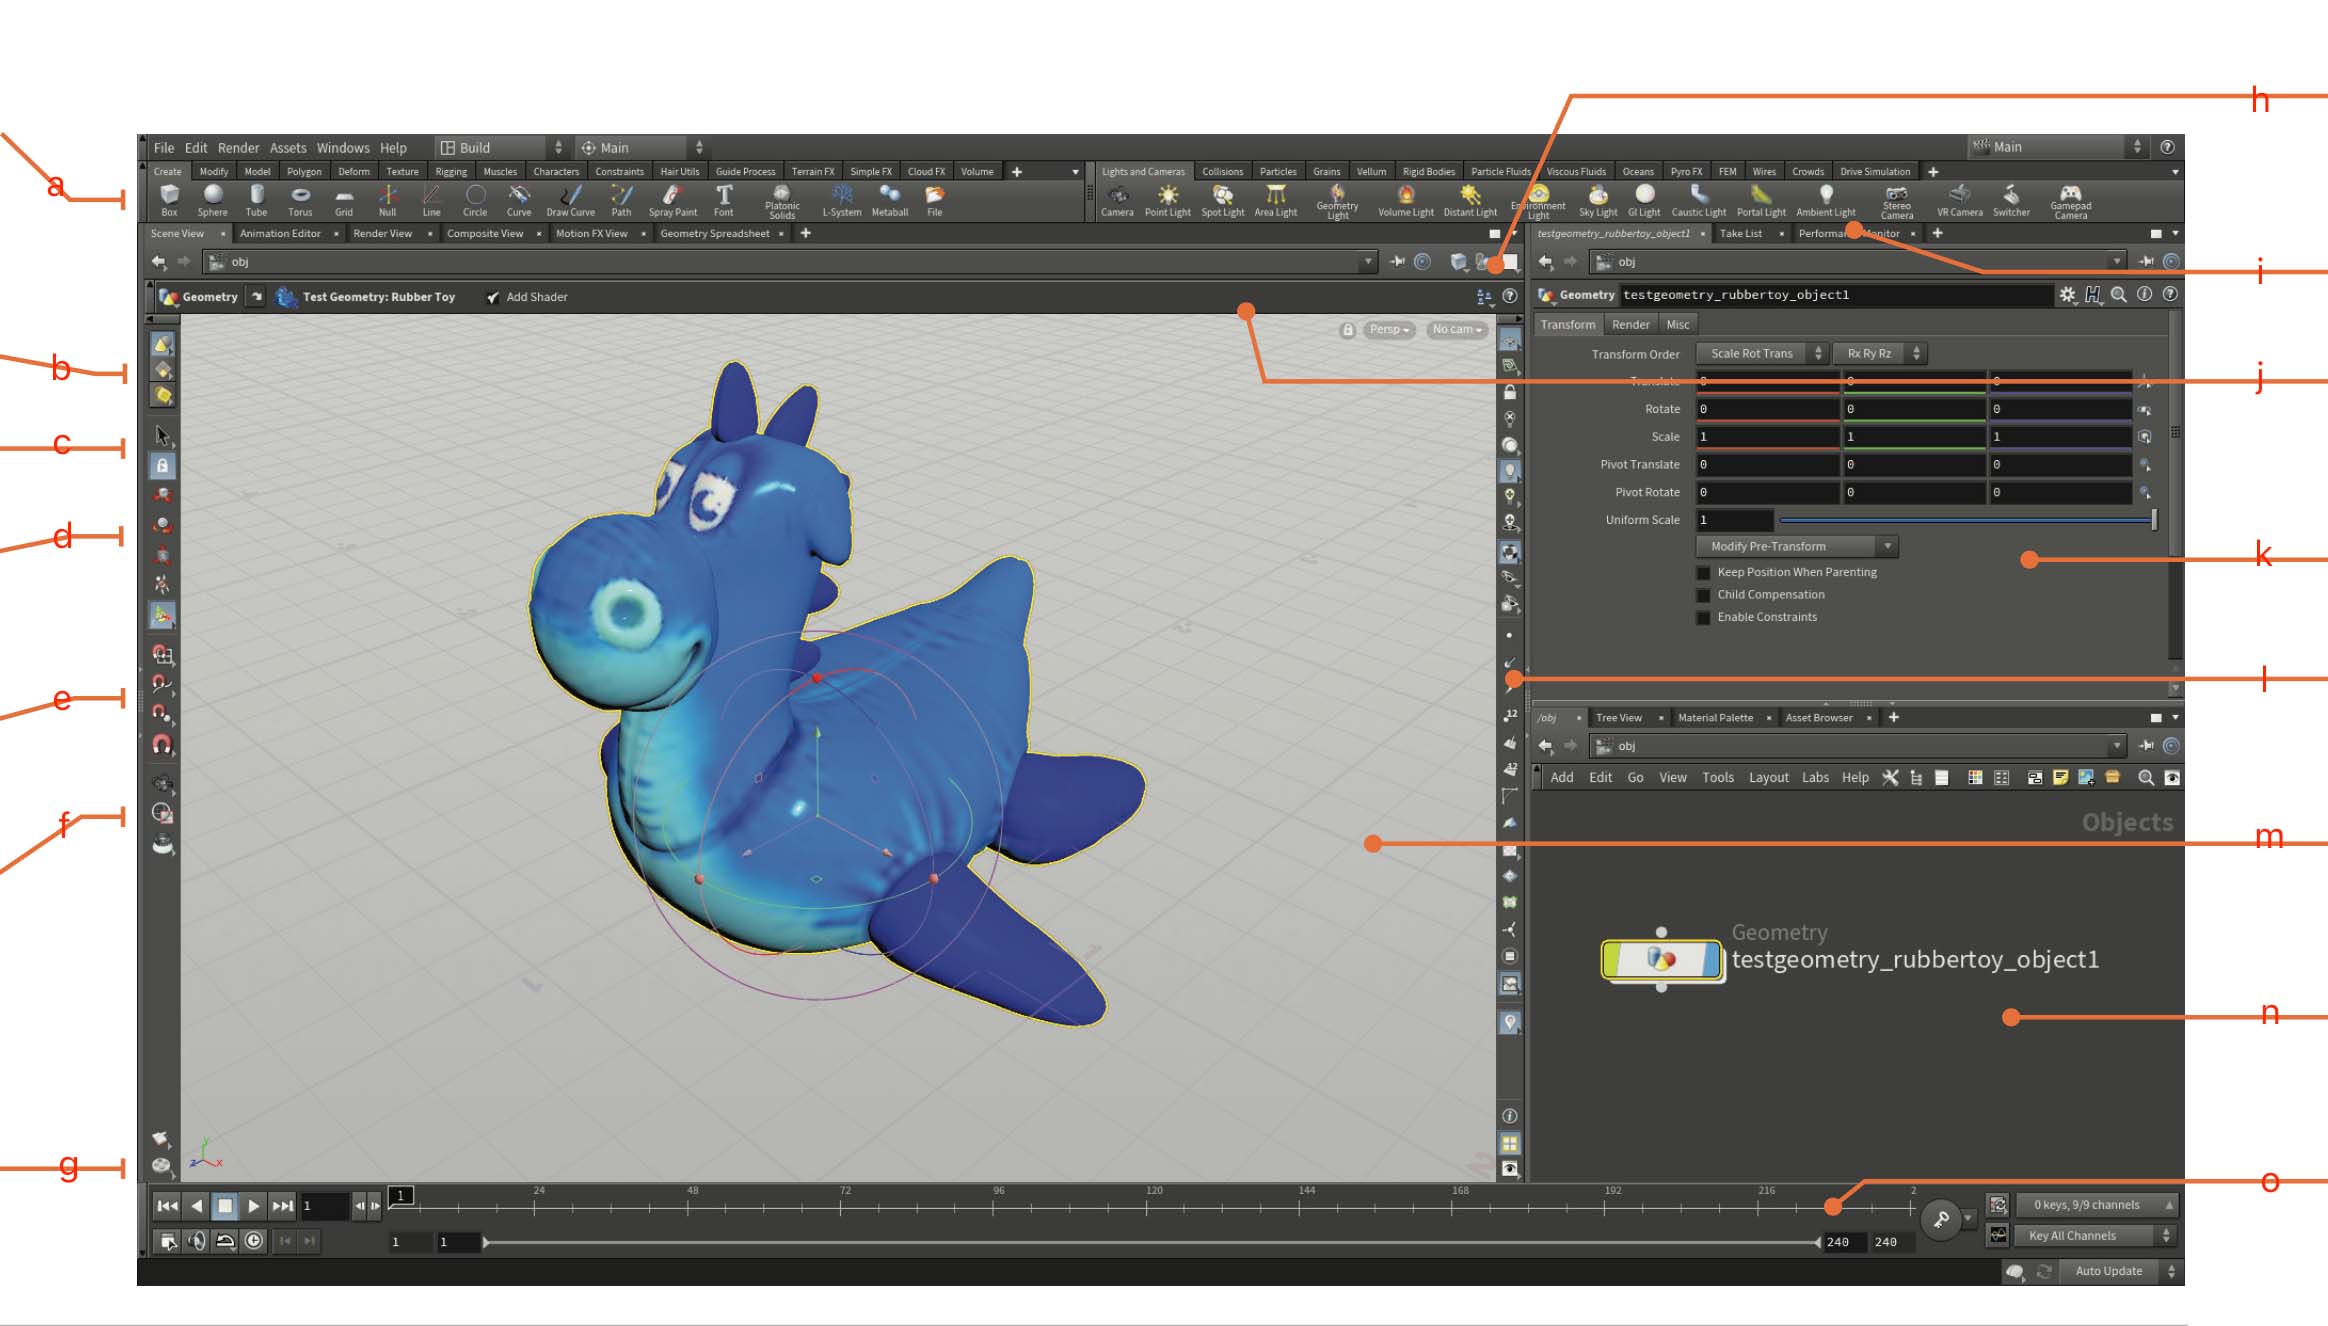 h
File Edit Render Assets Windows Help Build Main Main
a
Create Modify Model Polygon Deform Texture Rigging Muscles Characters Constraints Hair Utils Guide Process Terrain FX Simple FX Cloud FX Volume
Lights and Cameras Collisions Particles Grains Vellum Rigid Bodies Particle Fluids Viscous Fluids Oceans Pyro FX FEM Wires Crowds Drive Simulation
Box Sphere Tube Torus Grid Null Line Circle Curve Draw Curve Path Spray Paint Font Platonic Solids L-System Metaball File
Camera Point Light Spot Light Area Light Geometry Light Volume Light Distant Light Environment Light Sky Light GI Light Caustic Light Portal Light Ambient Light Stereo Camera VR Camera Switcher Gamepad Camera
Scene View Animation Editor Render View Composite View Motion FX View Geometry Spreadsheet
testgeometry_rubbertoy_object1 Take List Performance Monitor
obj
obj
i
Geometry Test Geometry: Rubber Toy Add Shader
Geometry testgeometry_rubbertoy_object1
Persp No cam
Transform Render Misc
Transform Order Scale Rot Trans Rx Ry Rz
b
j
Translate 0 0 0
Rotate 0 0 0
c
Scale 1 1 1
Pivot Translate 0 0 0
Pivot Rotate 0 0 0
Uniform Scale 1
d
Modify Pre-Transform
k
Keep Position When Parenting
Child Compensation
Enable Constraints
e
l
12
/obj Tree View Material Palette Asset Browser
obj
12
Add Edit Go View Tools Layout Labs Help
f
Objects
m
Geometry
testgeometry_rubbertoy_object1
n
g
y
z x
o
1 1 24 48 72 96 120 144 168 192 216 2
0 keys, 9/9 channels
1 1 240 240
Key All Channels
Auto Update